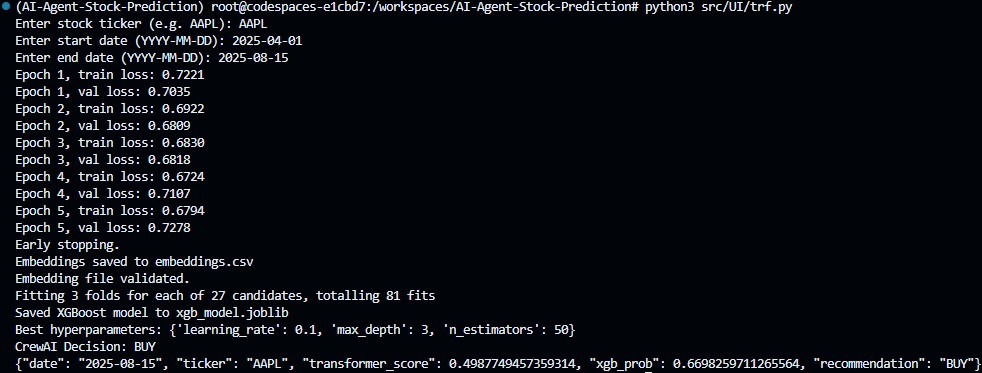 (AI-Agent-Stock-Prediction) root@codespaces-e1cbd7:/workspaces/AI-Agent-Stock-Prediction# python3 src/UI/trf.py
Enter stock ticker (e.g. AAPL): AAPL
Enter start date (YYYY-MM-DD): 2025-04-01
Enter end date (YYYY-MM-DD): 2025-08-15
Epoch 1, train loss: 0.7221
Epoch 1, val loss: 0.7035
Epoch 2, train loss: 0.6922
Epoch 2, val loss: 0.6809
Epoch 3, train loss: 0.6830
Epoch 3, val loss: 0.6818
Epoch 4, train loss: 0.6724
Epoch 4, val loss: 0.7107
Epoch 5, train loss: 0.6794
Epoch 5, val loss: 0.7278
Early stopping.
Embeddings saved to embeddings.csv
Embedding file validated.
Fitting 3 folds for each of 27 candidates, totalling 81 fits
Saved XGBoost model to xgb_model.joblib
Best hyperparameters: {'learning_rate': 0.1, 'max_depth': 3, 'n_estimators': 50}
CrewAI Decision: BUY
{"date": "2025-08-15", "ticker": "AAPL", "transformer_score": 0.4987749457359314, "xgb_prob": 0.6698259711265564, "recommendation": "BUY"}